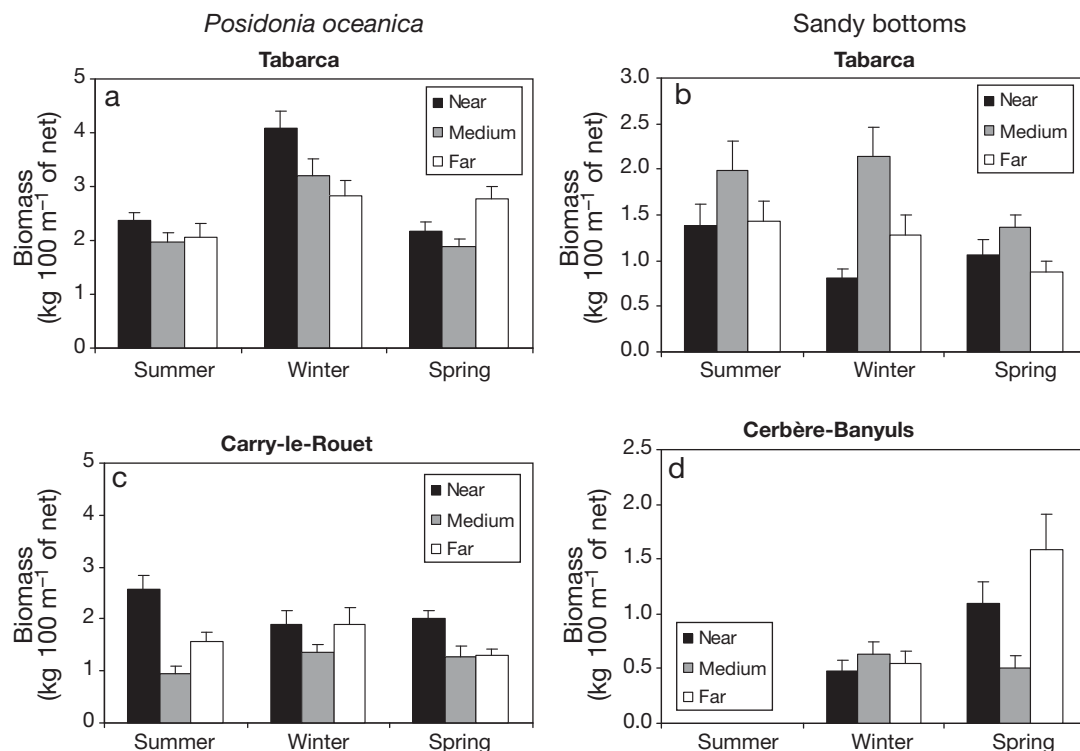 Posidonia oceanica
Sandy bottoms
Tabarca
a
Near
Medium
Far
Biomass
(kg 100 m⁻¹ of net)
5
4
3
2
1
0
Summer Winter Spring
Tabarca
b
Near
Medium
Far
Biomass
(kg 100 m⁻¹ of net)
3.0
2.5
2.0
1.5
1.0
0.5
0.0
Summer Winter Spring
Carry-le-Rouet
c
Near
Medium
Far
Biomass
(kg 100 m⁻¹ of net)
5
4
3
2
1
0
Summer Winter Spring
Cerbère-Banyuls
d
Near
Medium
Far
Biomass
(kg 100 m⁻¹ of net)
2.5
2.0
1.5
1.0
0.5
0.0
Summer Winter Spring